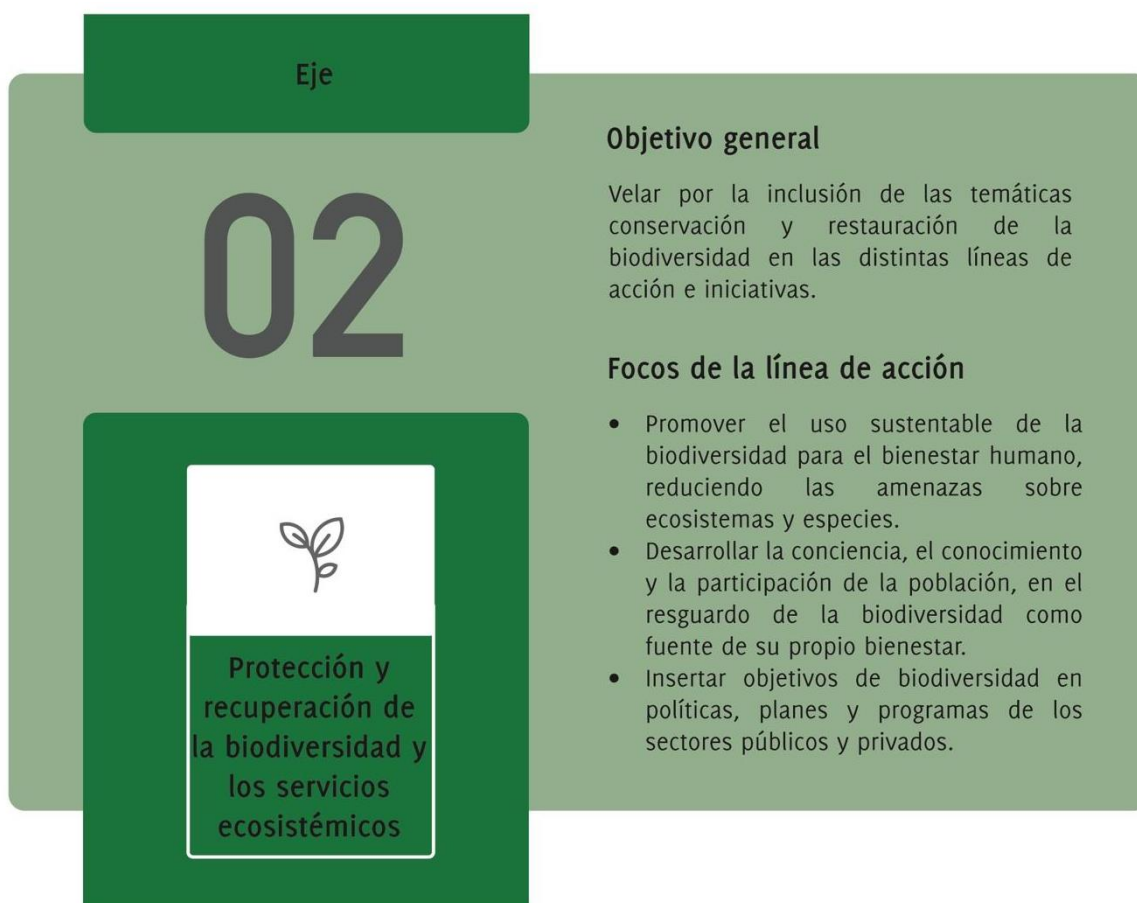 Eje
02
Protección y
recuperación de
la biodiversidad y
los servicios
ecosistémicos
Objetivo general
Velar por la inclusión de las temáticas
conservación y restauración de la
biodiversidad en las distintas líneas de
acción e iniciativas.
Focos de la línea de acción
• Promover el uso sustentable de la
biodiversidad para el bienestar humano,
reduciendo las amenazas sobre
ecosistemas y especies.
• Desarrollar la conciencia, el conocimiento
y la participación de la población, en el
resguardo de la biodiversidad como
fuente de su propio bienestar.
• Insertar objetivos de biodiversidad en
políticas, planes y programas de los
sectores públicos y privados.